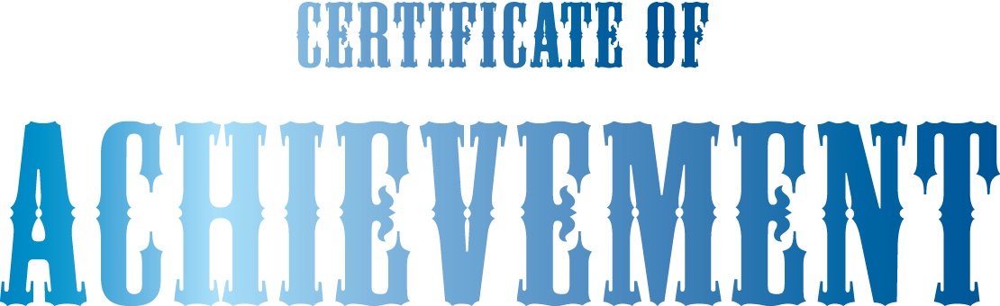 CERTIFICATE OF
ACHIEVEMENT